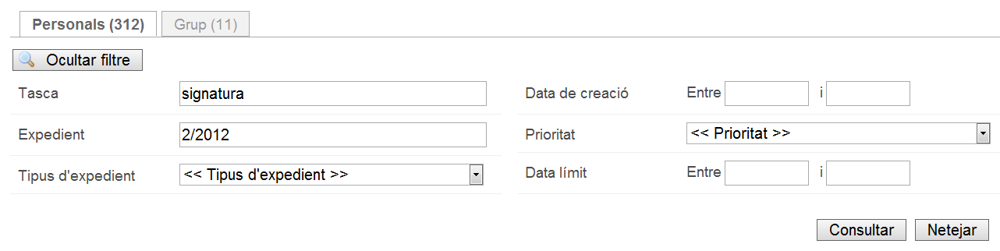 Personals (312) Grup (11)
Ocultar filtre
Tasca signatura Data de creació Entre i
Expedient 2/2012 Prioritat << Prioritat >>
Tipus d'expedient << Tipus d'expedient >> Data límit Entre i
Consultar Netejar